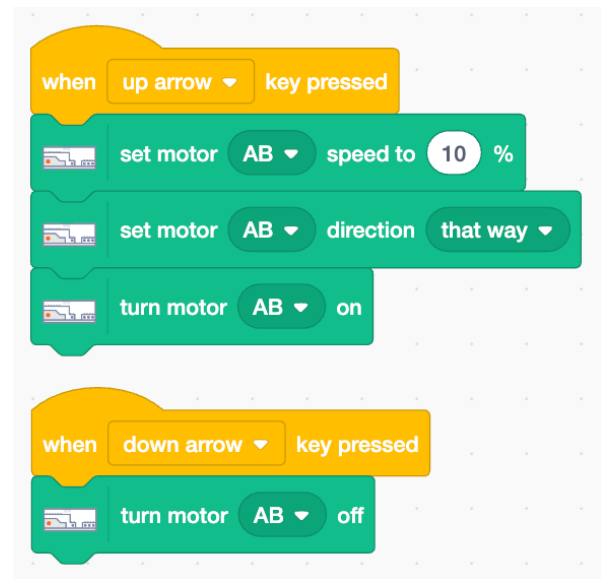 when up arrow key pressed
set motor AB speed to 10 %
set motor AB direction that way
turn motor AB on
when down arrow key pressed
turn motor AB off